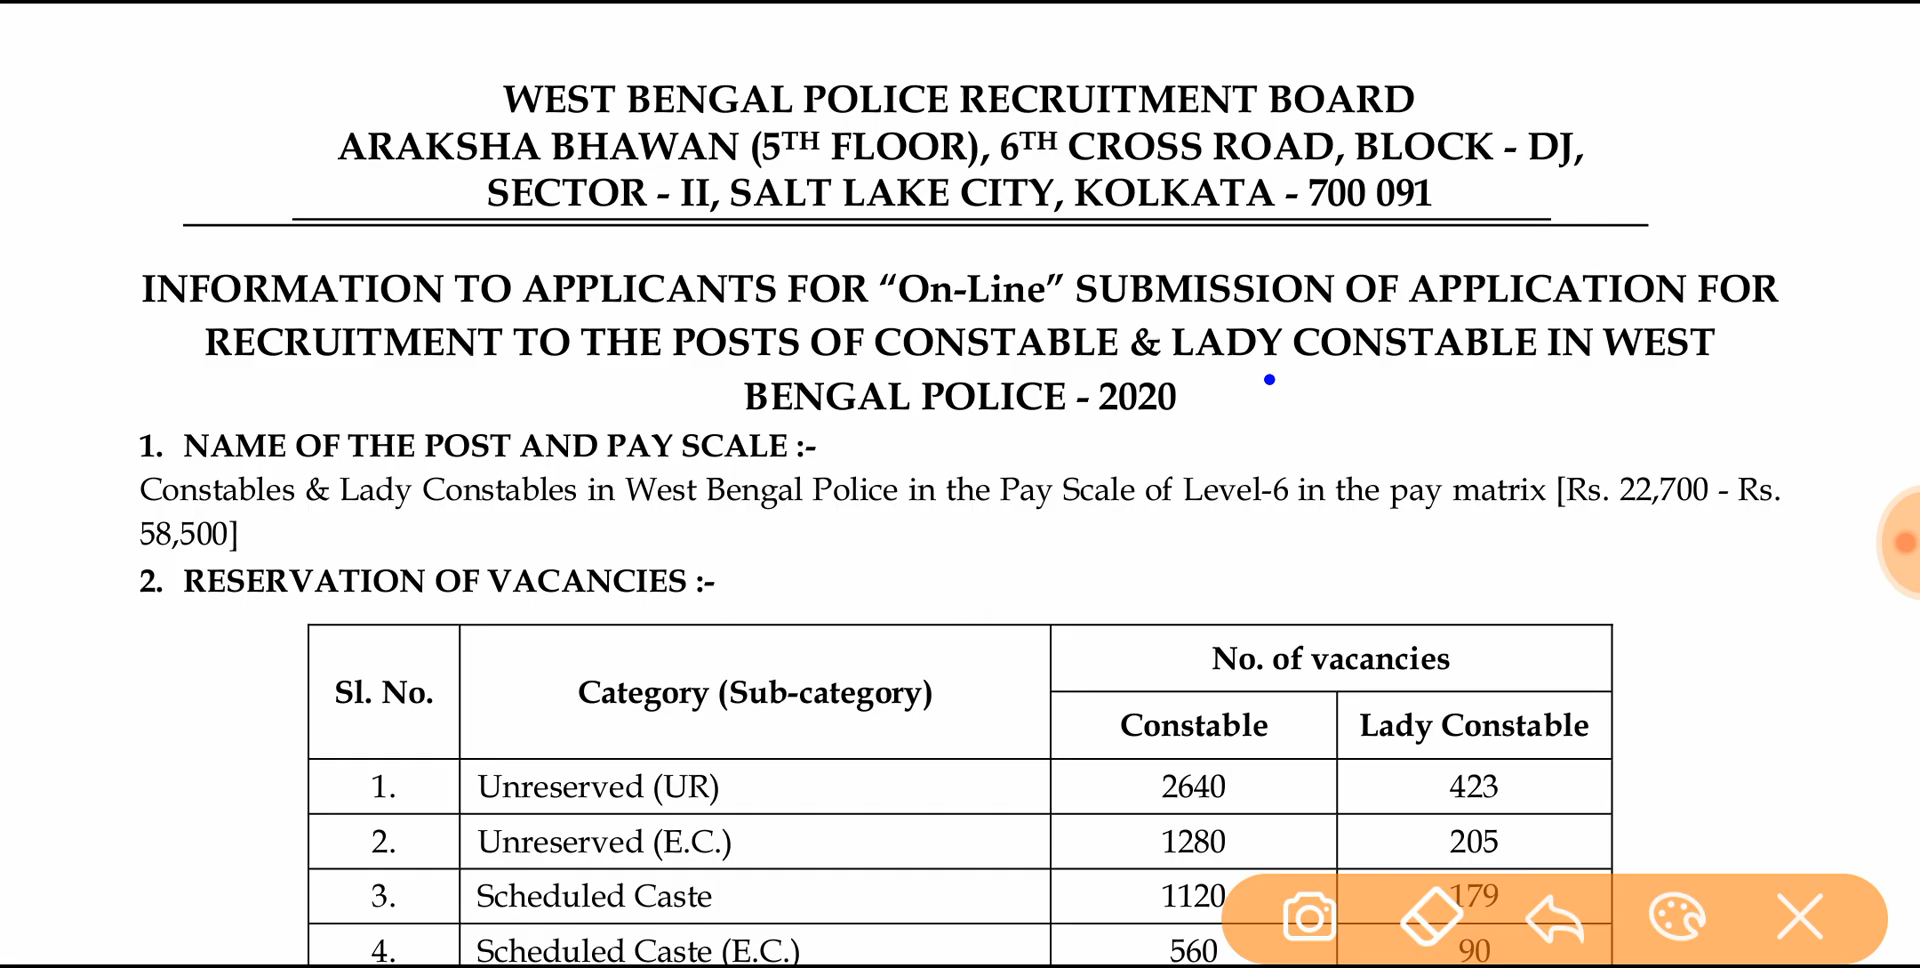 WEST BENGAL POLICE RECRUITMENT BOARD
ARAKSHA BHAWAN (5TH FLOOR), 6TH CROSS ROAD, BLOCK - DJ,
SECTOR - II, SALT LAKE CITY, KOLKATA - 700 091
INFORMATION TO APPLICANTS FOR “On-Line” SUBMISSION OF APPLICATION FOR
RECRUITMENT TO THE POSTS OF CONSTABLE & LADY CONSTABLE IN WEST
BENGAL POLICE - 2020
1. NAME OF THE POST AND PAY SCALE :-
Constables & Lady Constables in West Bengal Police in the Pay Scale of Level-6 in the pay matrix [Rs. 22,700 - Rs.
58,500]
2. RESERVATION OF VACANCIES :-
Sl. No. Category (Sub-category) No. of vacancies
Constable Lady Constable
1. Unreserved (UR) 2640 423
2. Unreserved (E.C.) 1280 205
3. Scheduled Caste 1120 179
4. Scheduled Caste (E.C.) 560 90